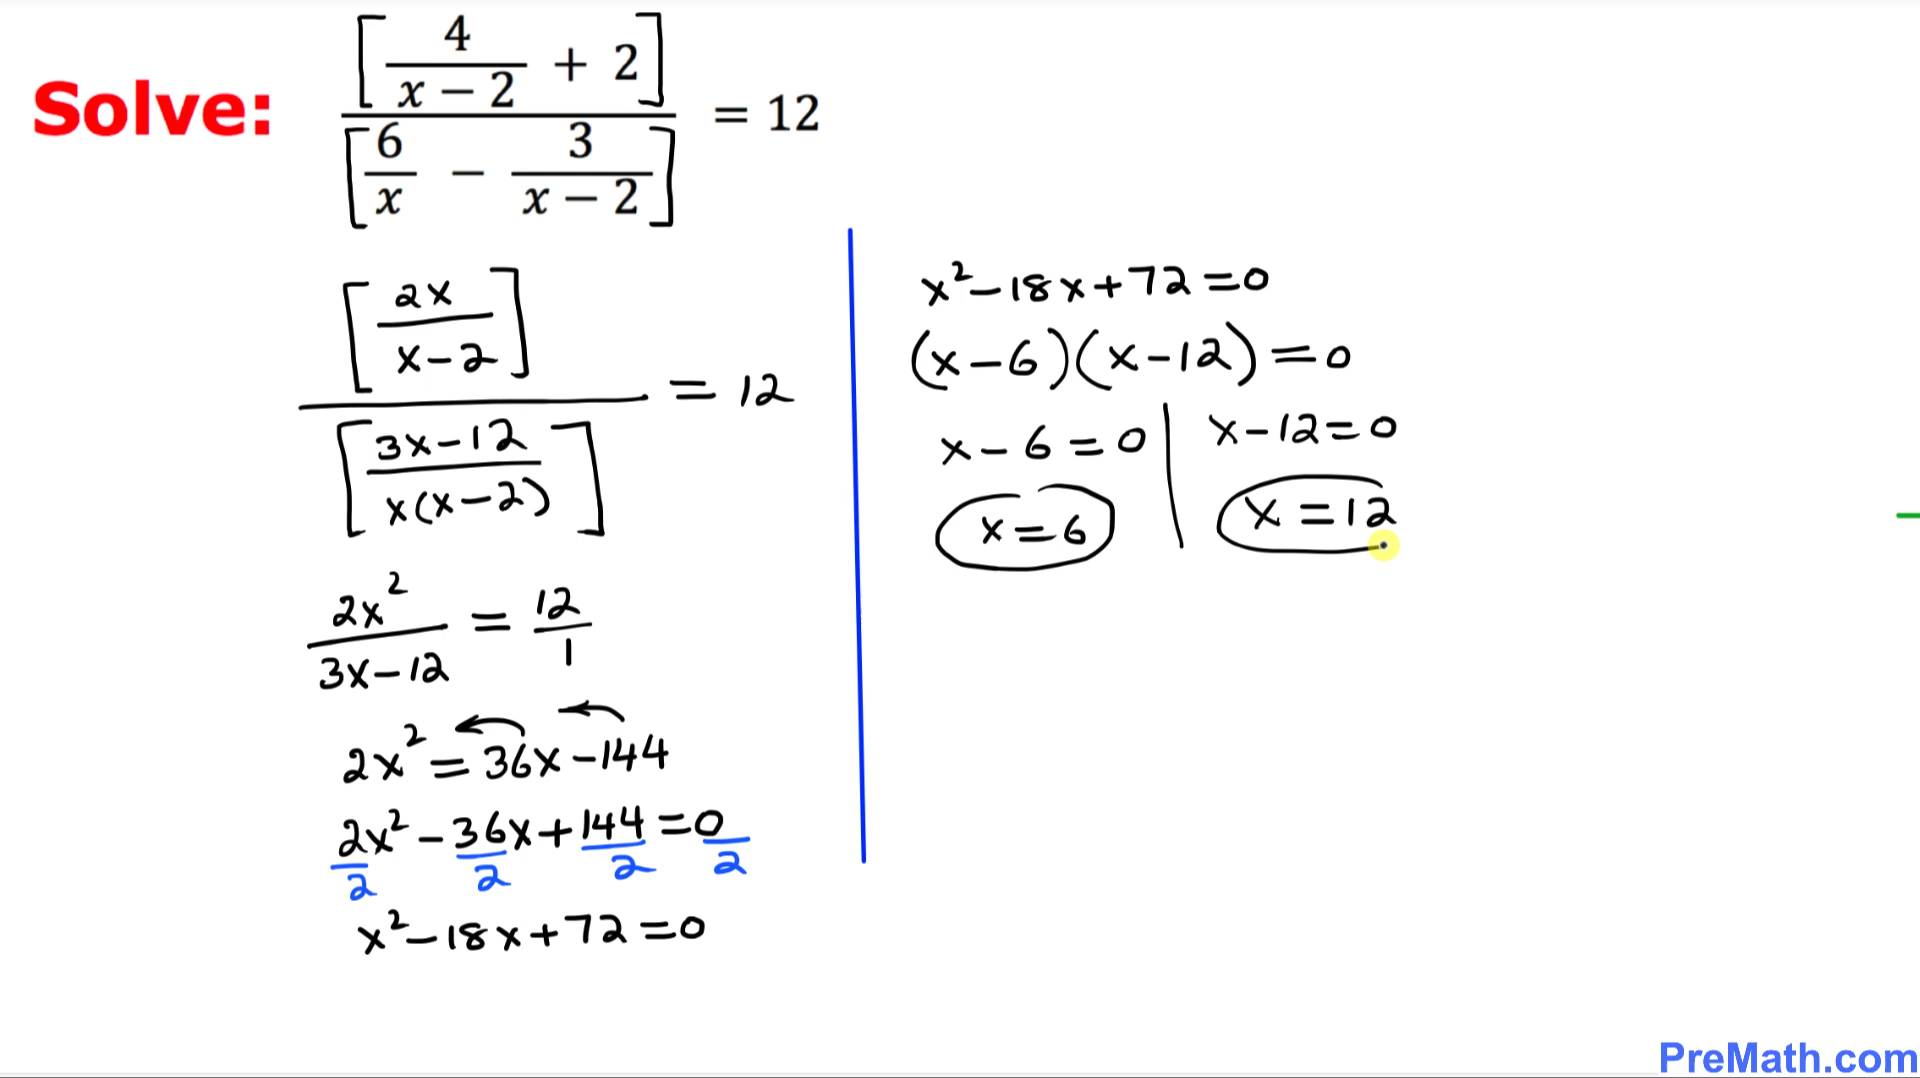 Solve: [4/(x − 2) + 2] / [6/x − 3/(x − 2)] = 12
[2x/(x-2)] / [(3x-12)/(x(x-2))] = 12
2x²/(3x-12) = 12/1
2x² = 36x - 144
2x²/2 - 36x/2 + 144/2 = 0/2
x² - 18x + 72 = 0
x² - 18x + 72 = 0
(x - 6)(x - 12) = 0
x - 6 = 0 | x - 12 = 0
x = 6 | x = 12
PreMath.com